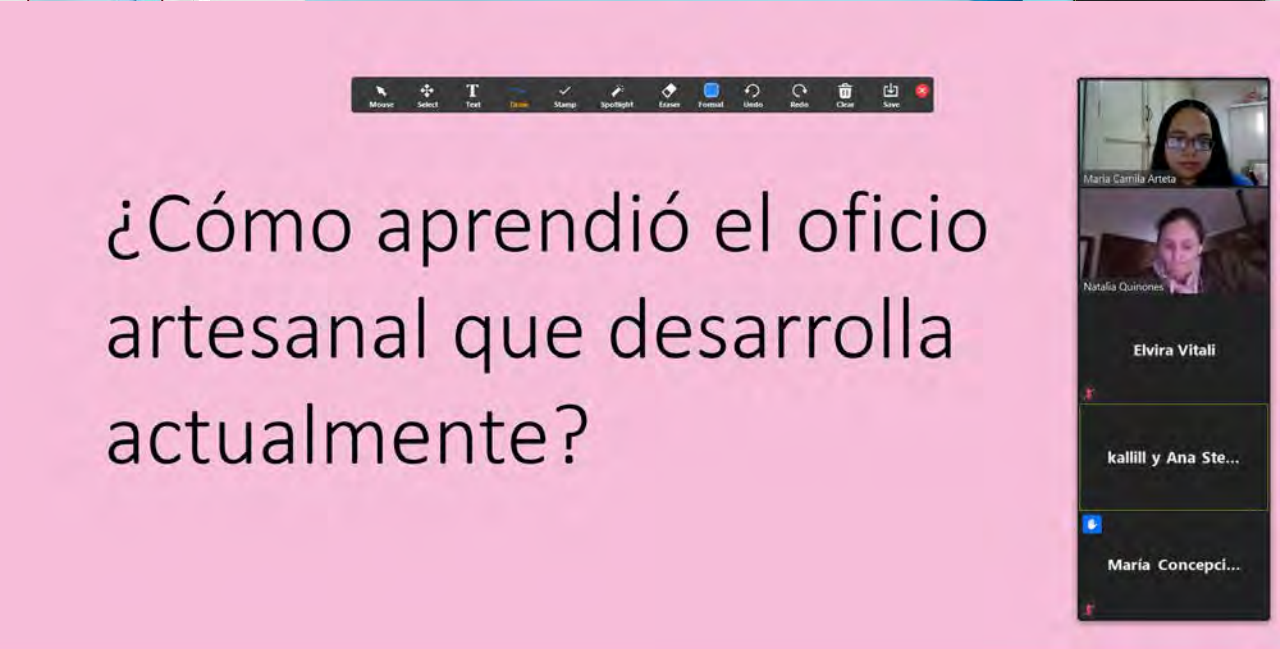 Mouse Select Text Draw Stamp Spotlight Eraser Format Undo Redo Clear Save
¿Cómo aprendió el oficio
artesanal que desarrolla
actualmente?
Maria Camila Arteta
Natalia Quinones
Elvira Vitali
kallill y Ana Ste...
María Concepci...